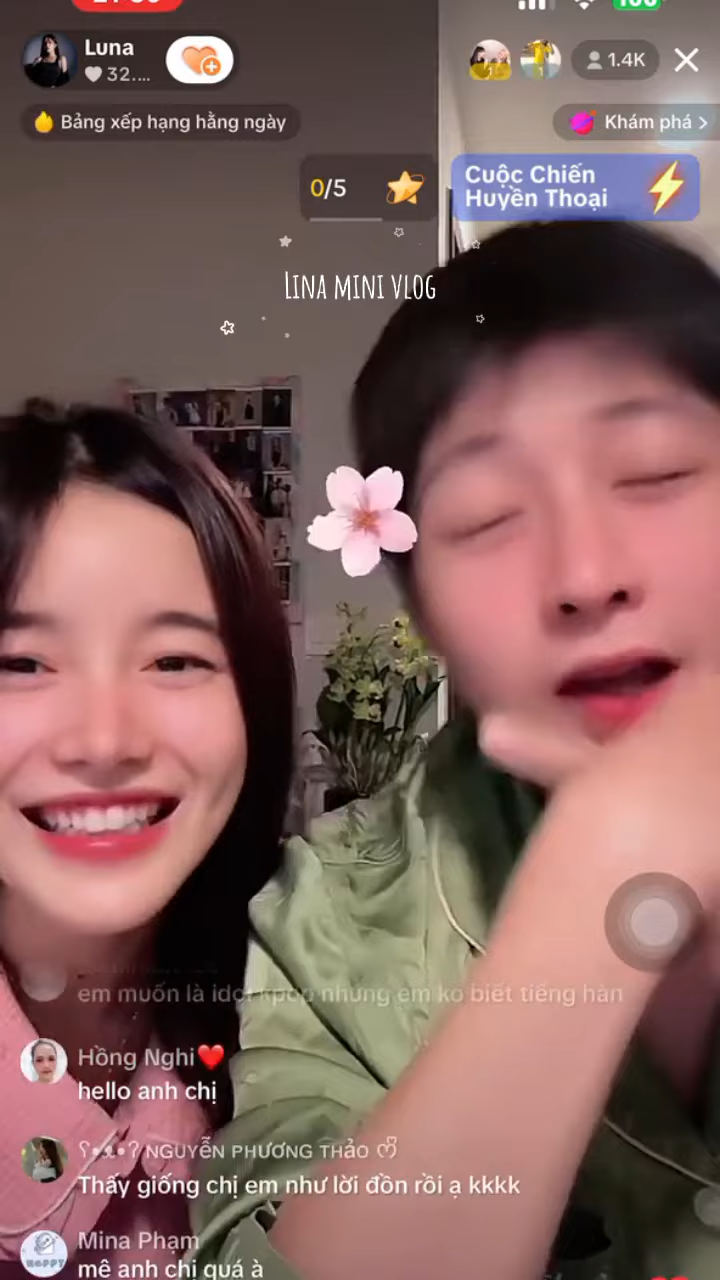 Luna
32....
1.4K
Bảng xếp hạng hằng ngày
Khám phá >
0/5
Cuộc Chiến
Huyền Thoại
LINA MINI VLOG
em muốn là idol kpop nhưng em ko biết tiếng hàn
Hồng Nghi❤️
hello anh chị
ʕ•ᴥ•ʔ NGUYỄN PHƯƠNG THẢO
Thấy giống chị em như lời đồn rồi ạ kkkk
Mina Phạm
mê anh chị quá à